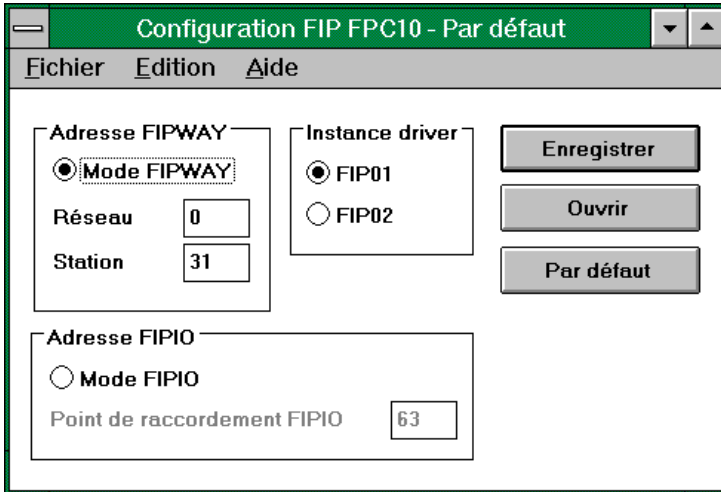 Configuration FIP FPC10 - Par défaut
Fichier Edition Aide
Adresse FIPWAY
Mode FIPWAY
Réseau 0
Station 31
Instance driver
FIP01
FIP02
Enregistrer
Ouvrir
Par défaut
Adresse FIPIO
Mode FIPIO
Point de raccordement FIPIO 63